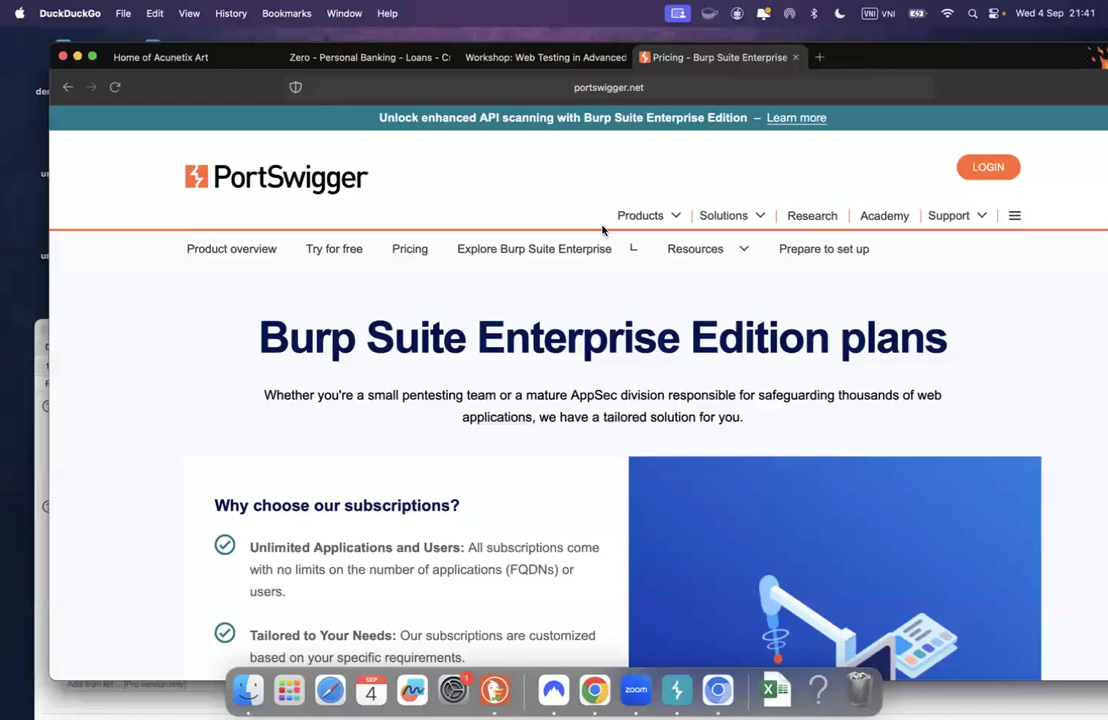 DuckDuckGo File Edit View History Bookmarks Window Help
VNI VNI Wed 4 Sep 21:41
Home of Acunetix Art
Zero - Personal Banking - Loans - C
Workshop: Web Testing in Advanced
Pricing - Burp Suite Enterprise
portswigger.net
Unlock enhanced API scanning with Burp Suite Enterprise Edition – Learn more
PortSwigger
LOGIN
Products Solutions Research Academy Support
Product overview Try for free Pricing Explore Burp Suite Enterprise Resources Prepare to set up
Burp Suite Enterprise Edition plans
Whether you're a small pentesting team or a mature AppSec division responsible for safeguarding thousands of web
applications, we have a tailored solution for you.
Why choose our subscriptions?
Unlimited Applications and Users: All subscriptions come
with no limits on the number of applications (FQDNs) or
users.
Tailored to Your Needs: Our subscriptions are customized
based on your specific requirements.
SEP
4
1
zoom